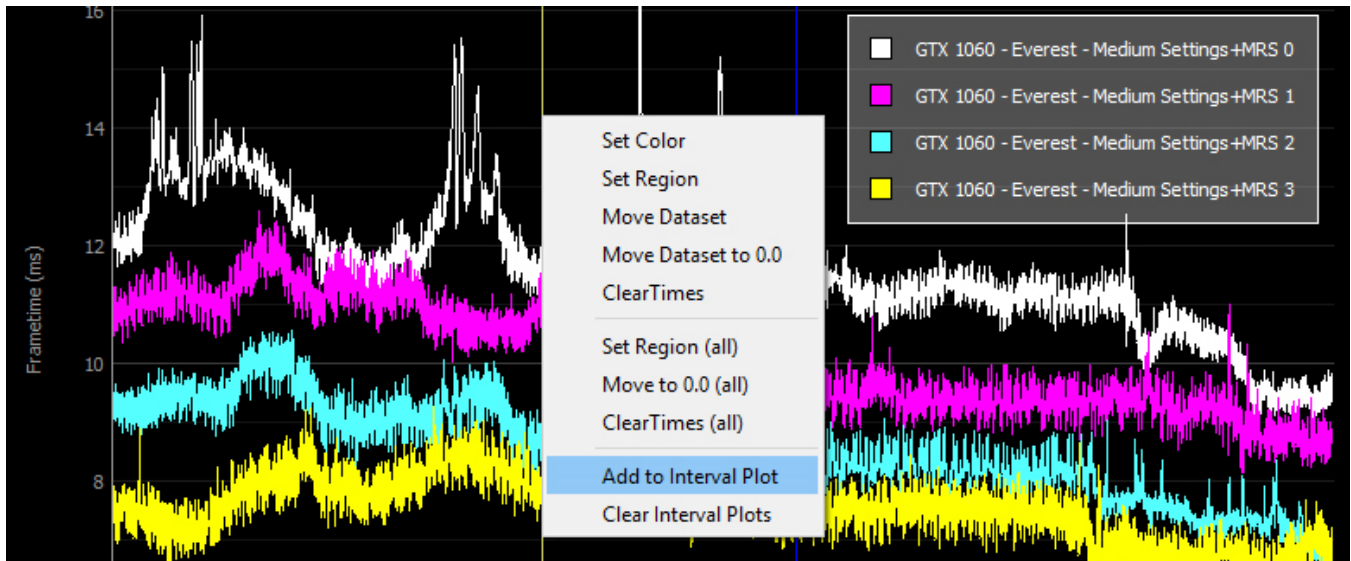 16
14
12
10
8
Frametime (ms)
GTX 1060 - Everest - Medium Settings+MRS 0
GTX 1060 - Everest - Medium Settings+MRS 1
GTX 1060 - Everest - Medium Settings+MRS 2
GTX 1060 - Everest - Medium Settings+MRS 3
Set Color
Set Region
Move Dataset
Move Dataset to 0.0
ClearTimes
Set Region (all)
Move to 0.0 (all)
ClearTimes (all)
Add to Interval Plot
Clear Interval Plots